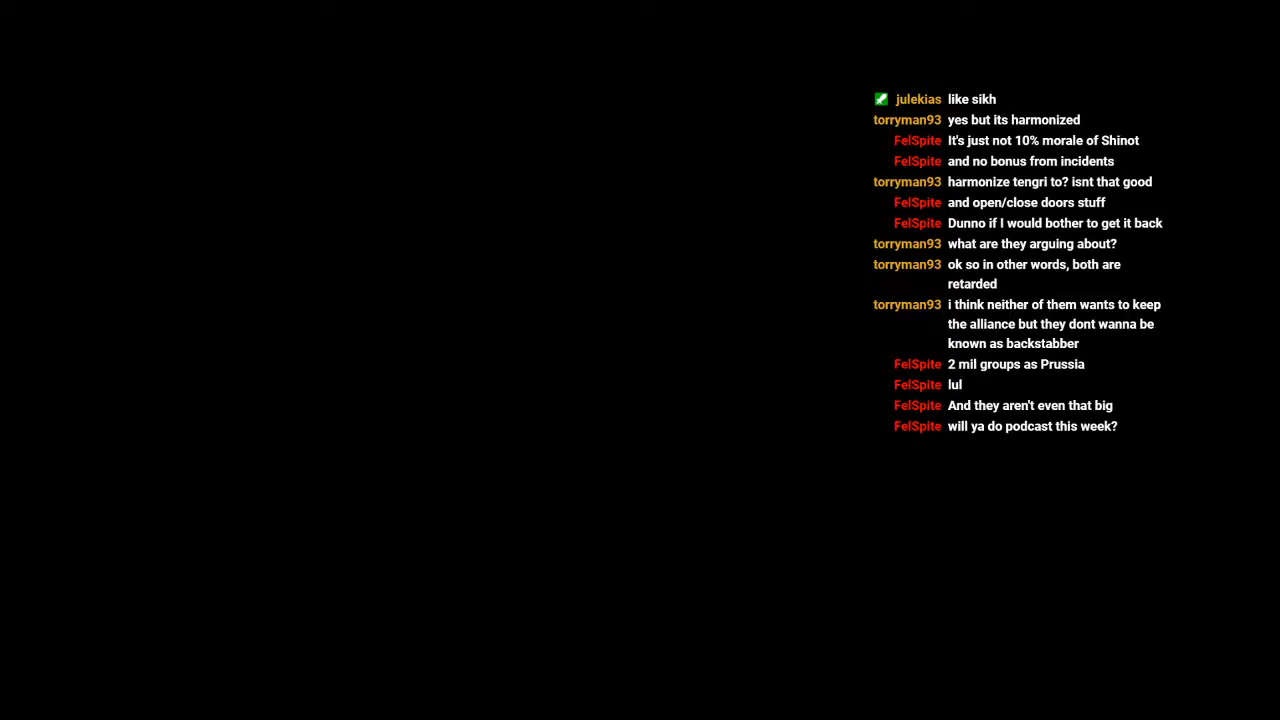 julekias like sikh
torryman93 yes but its harmonized
FelSpite It's just not 10% morale of Shinot
FelSpite and no bonus from incidents
torryman93 harmonize tengri to? isnt that good
FelSpite and open/close doors stuff
FelSpite Dunno if I would bother to get it back
torryman93 what are they arguing about?
torryman93 ok so in other words, both are
retarded
torryman93 i think neither of them wants to keep
the alliance but they dont wanna be
known as backstabber
FelSpite 2 mil groups as Prussia
FelSpite lul
FelSpite And they aren't even that big
FelSpite will ya do podcast this week?